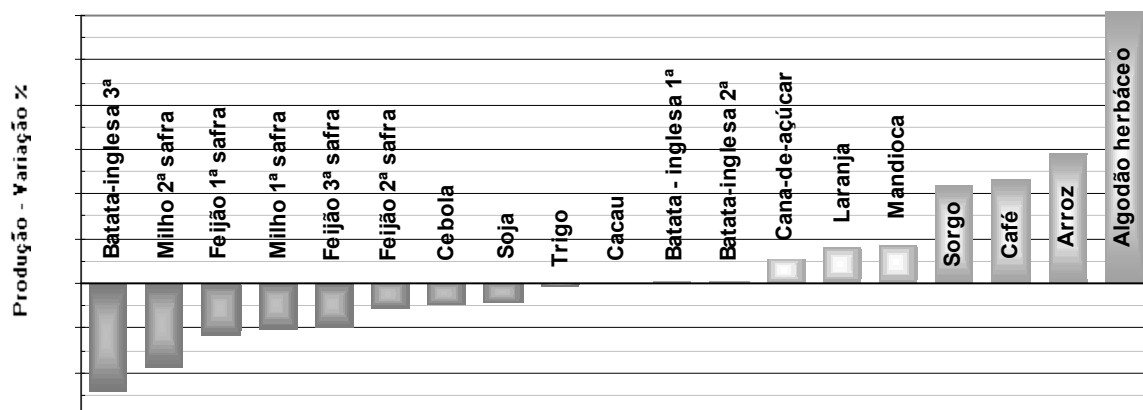 Produção - Variação %
Batata-inglesa 3ª
Milho 2ª safra
Feijão 1ª safra
Milho 1ª safra
Feijão 3ª safra
Feijão 2ª safra
Cebola
Soja
Trigo
Cacau
Batata - inglesa 1ª
Batata-inglesa 2ª
Cana-de-açúcar
Laranja
Mandioca
Sorgo
Café
Arroz
Algodão herbáceo